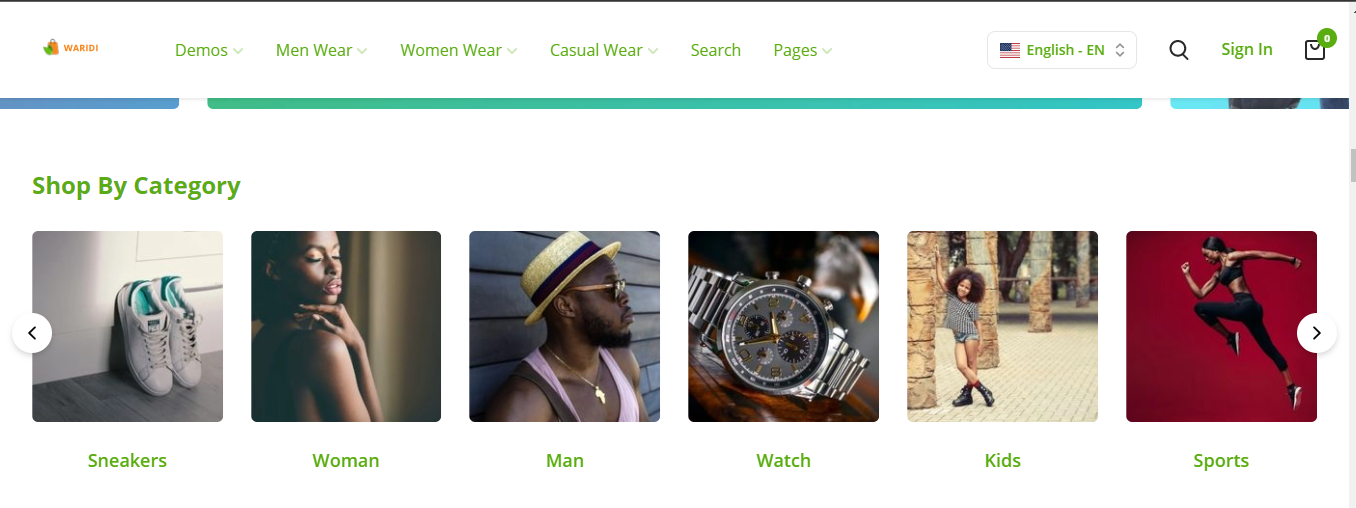 WARIDI
Demos
Men Wear
Women Wear
Casual Wear
Search
Pages
English - EN
Sign In
0
Shop By Category
Sneakers
Woman
Man
Watch
Kids
Sports